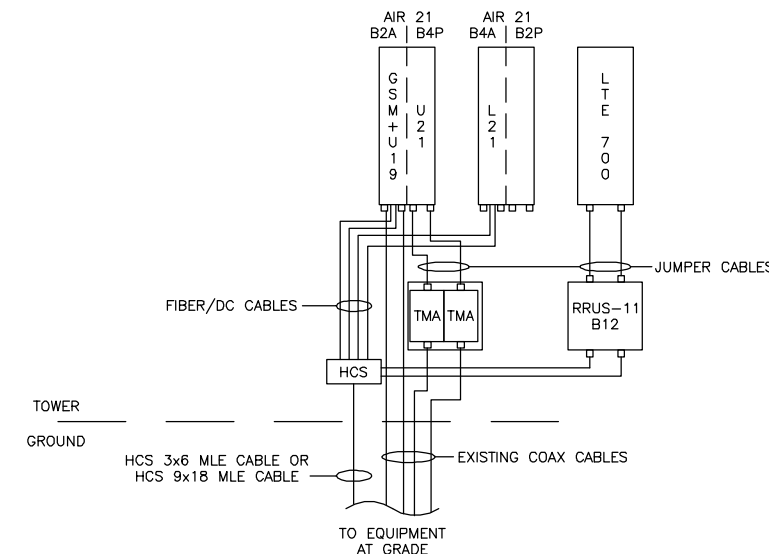 AIR 21
B2A | B4P
AIR 21
B4A | B2P
GSM+U19
U21
L21
LTE 700
JUMPER CABLES
FIBER/DC CABLES
TMA
TMA
RRUS-11
B12
HCS
TOWER
GROUND
HCS 3x6 MLE CABLE OR
HCS 9x18 MLE CABLE
EXISTING COAX CABLES
TO EQUIPMENT
AT GRADE